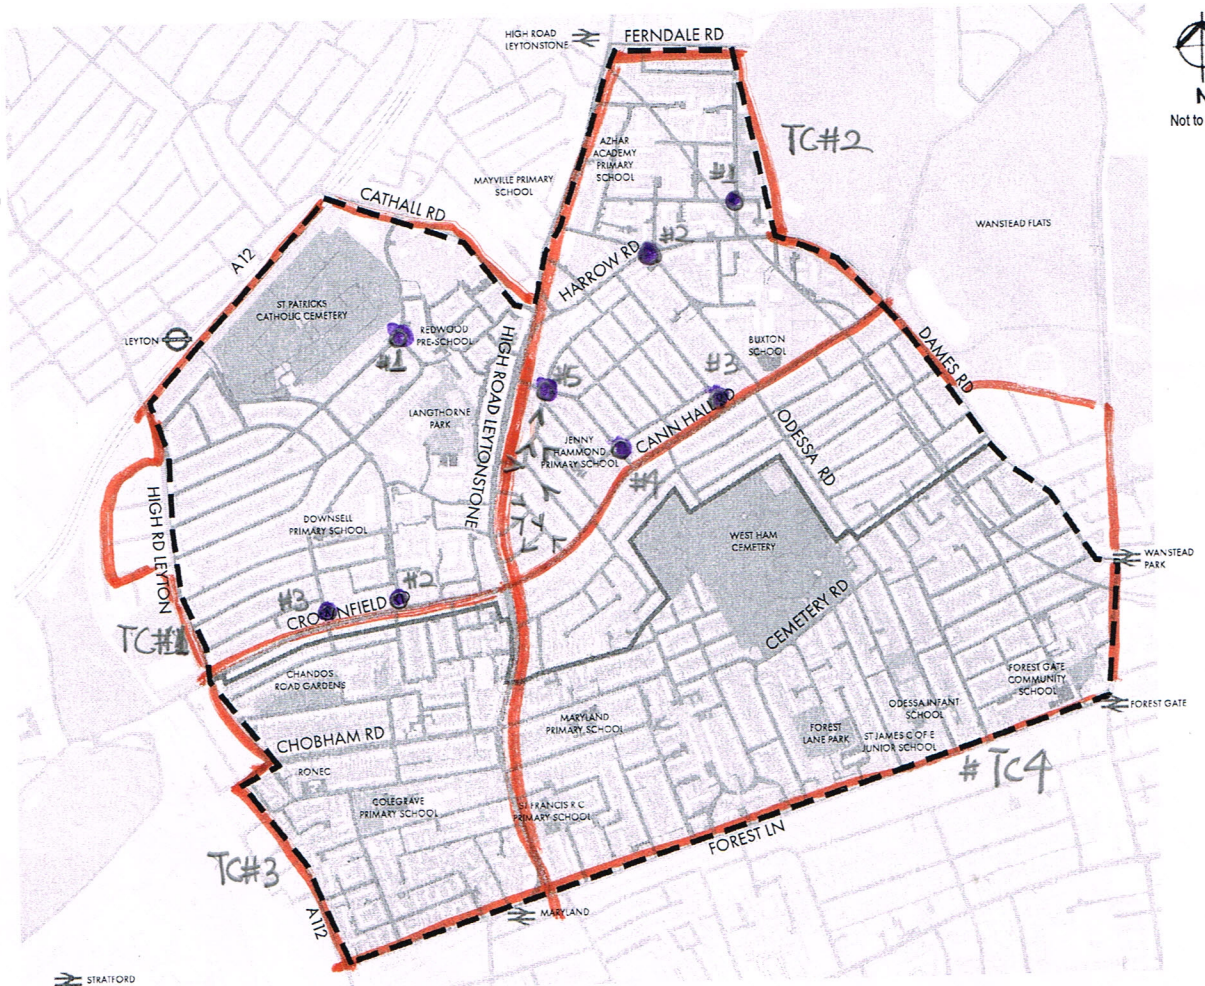 HIGH ROAD
LEYTONSTONE
FERNDALE RD
N
Not to
TC#2
AZHAR
ACADEMY
PRIMARY
SCHOOL
MAYVILLE PRIMARY
SCHOOL
#1
CATHALL RD
WANSTEAD FLATS
#2
HARROW RD
A12
ST PATRICKS
CATHOLIC CEMETERY
LEYTON
REDWOOD
PRE-SCHOOL
#1
BUXTON
SCHOOL
DAMES RD
HIGH ROAD LEYTONSTONE
#3
#5
LANGTHORNE
PARK
CANN HALL RD
JENNY
HAMMOND
PRIMARY SCHOOL
#4
ODESSA RD
HIGH RD LEYTON
DOWNSELL
PRIMARY SCHOOL
WEST HAM
CEMETERY
WANSTEAD
PARK
#2
#3
CROWNFIELD RD
CEMETERY RD
TC#1
CHANDOS
ROAD GARDENS
FOREST GATE
COMMUNITY
SCHOOL
FOREST GATE
ODESSA INFANT
SCHOOL
MARYLAND
PRIMARY SCHOOL
FOREST
LANE PARK
ST JAMES C OF E
JUNIOR SCHOOL
CHOBHAM RD
RONEC
# TC4
COLEGRAVE
PRIMARY SCHOOL
ST FRANCIS R C
PRIMARY SCHOOL
FOREST LN
TC#3
A112
MARYLAND
STRATFORD